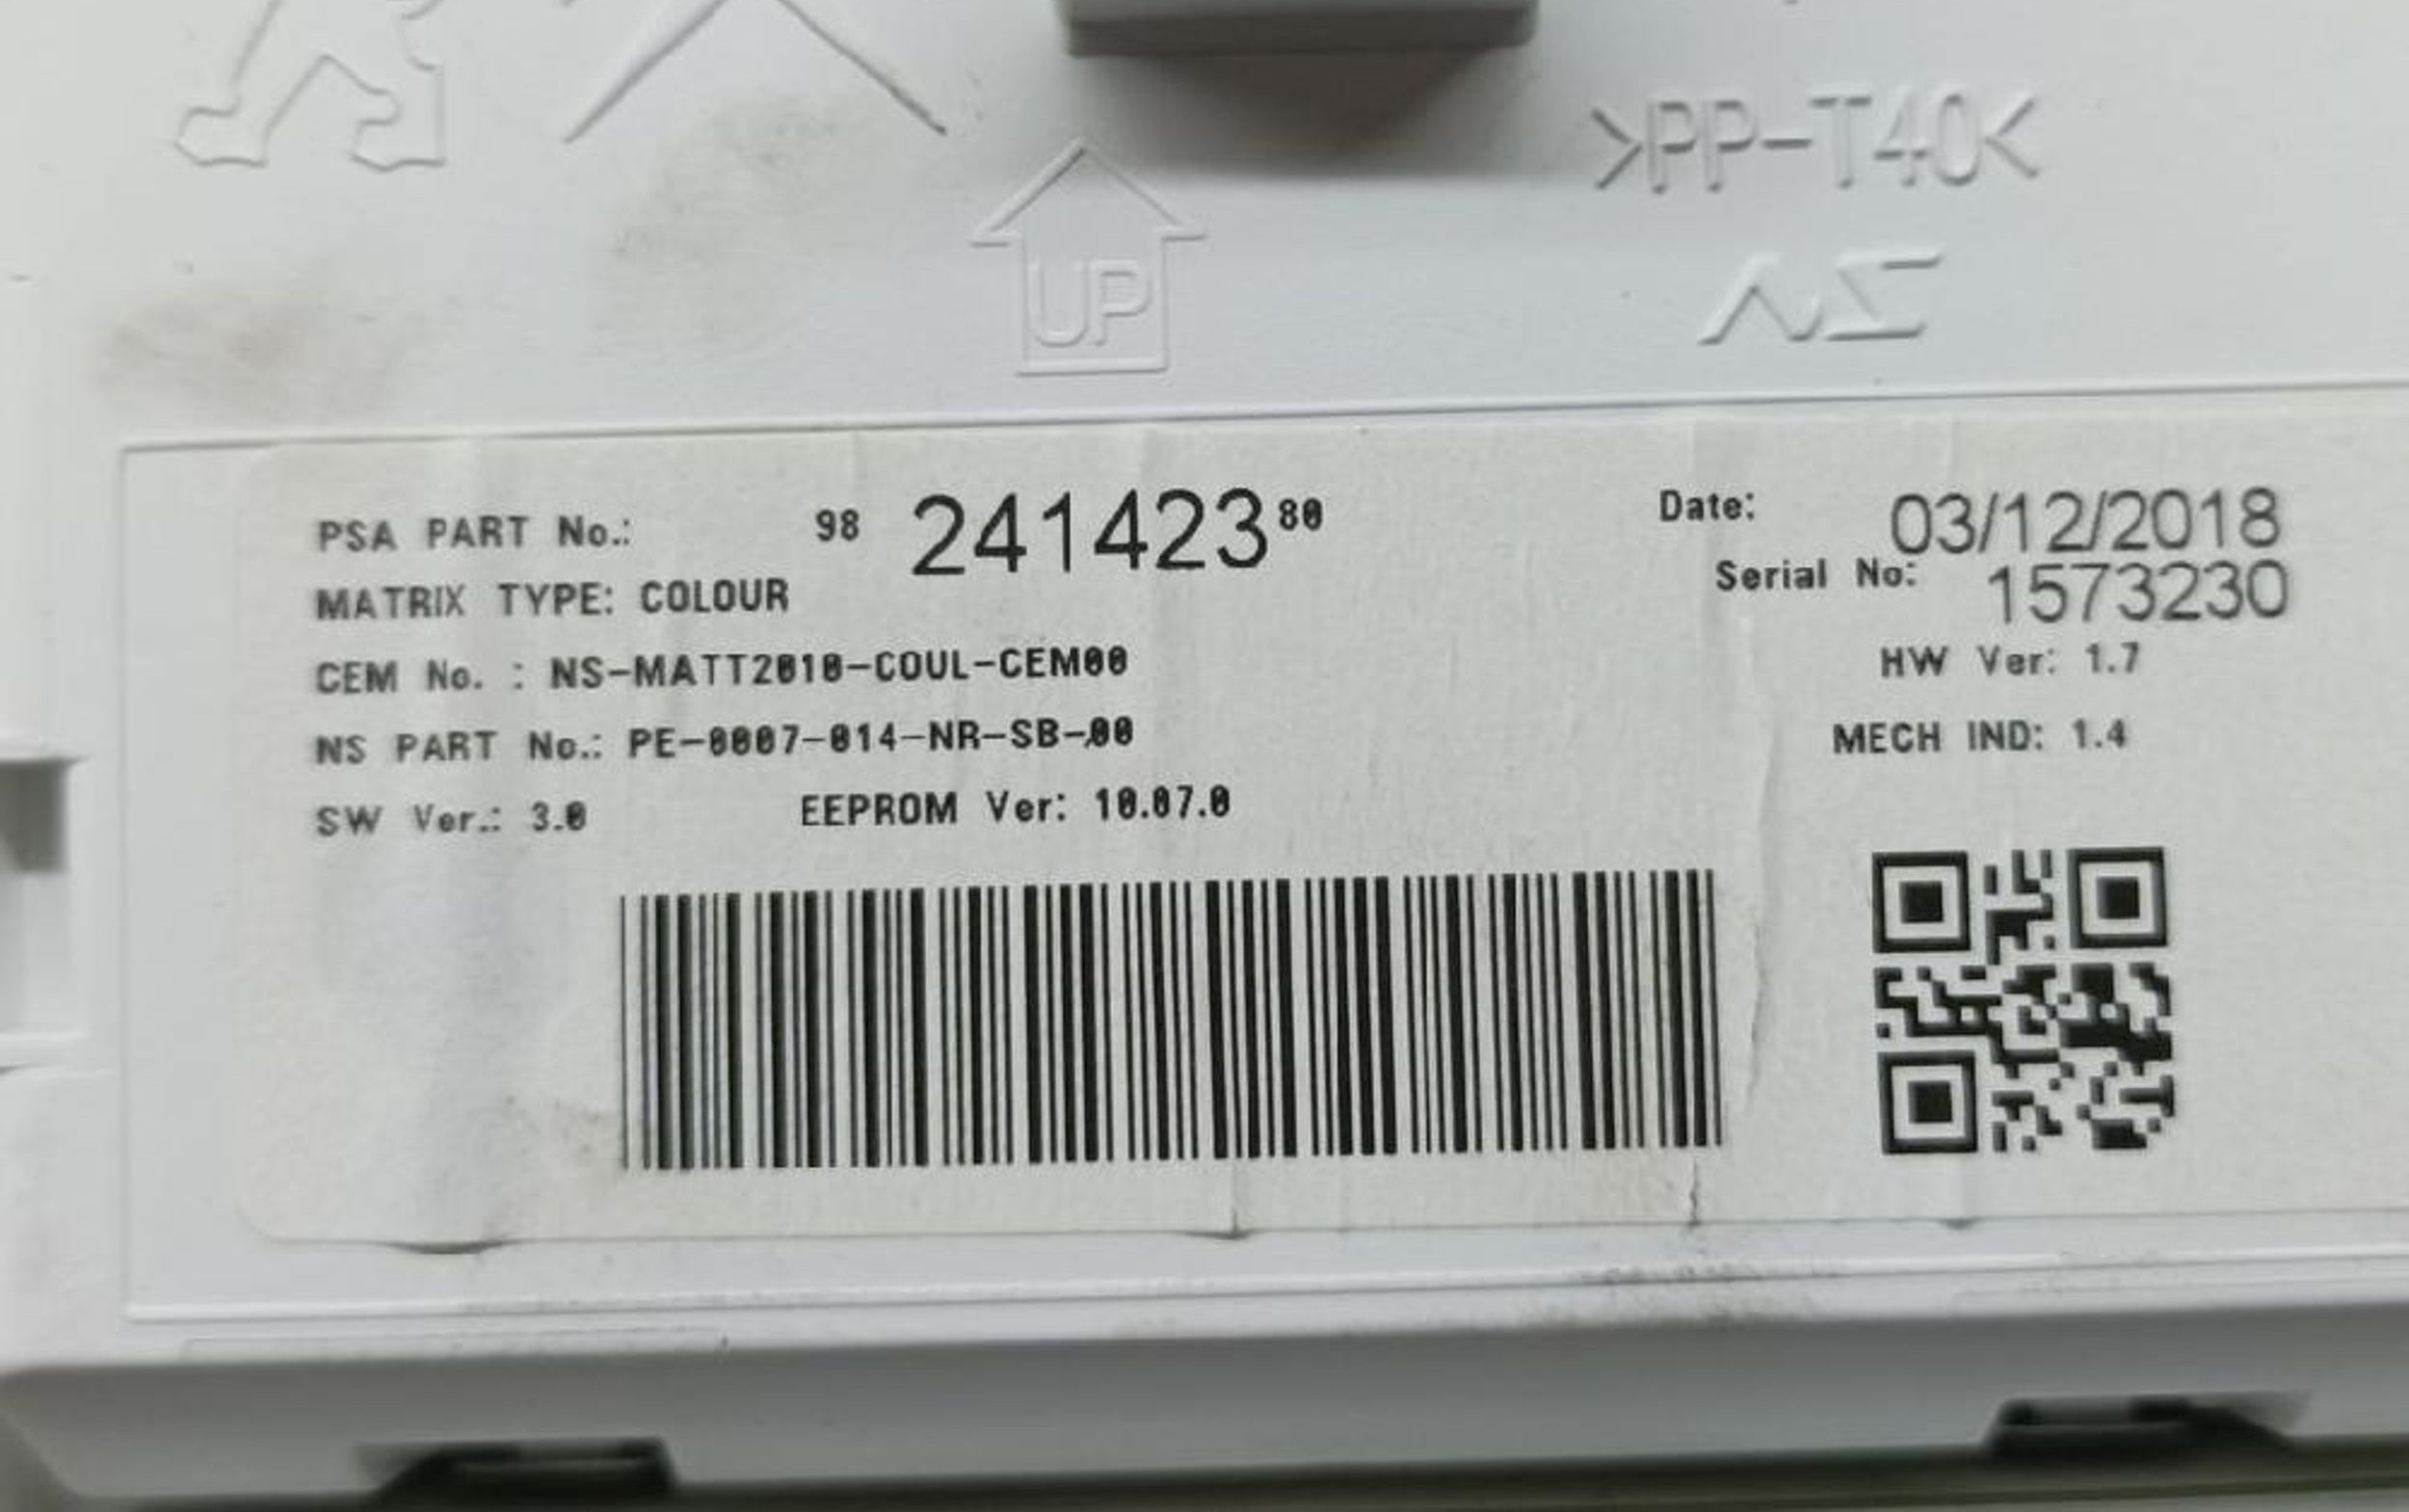 >PP-T40<
UP
NS
PSA PART No.: 98 241423 80
Date: 03/12/2018
MATRIX TYPE: COLOUR
Serial No: 1573230
CEM No. : NS-MATT2010-COUL-CEM00
HW Ver: 1.7
NS PART No.: PE-0007-014-NR-SB-00
MECH IND: 1.4
SW Ver.: 3.0 EEPROM Ver: 10.07.0